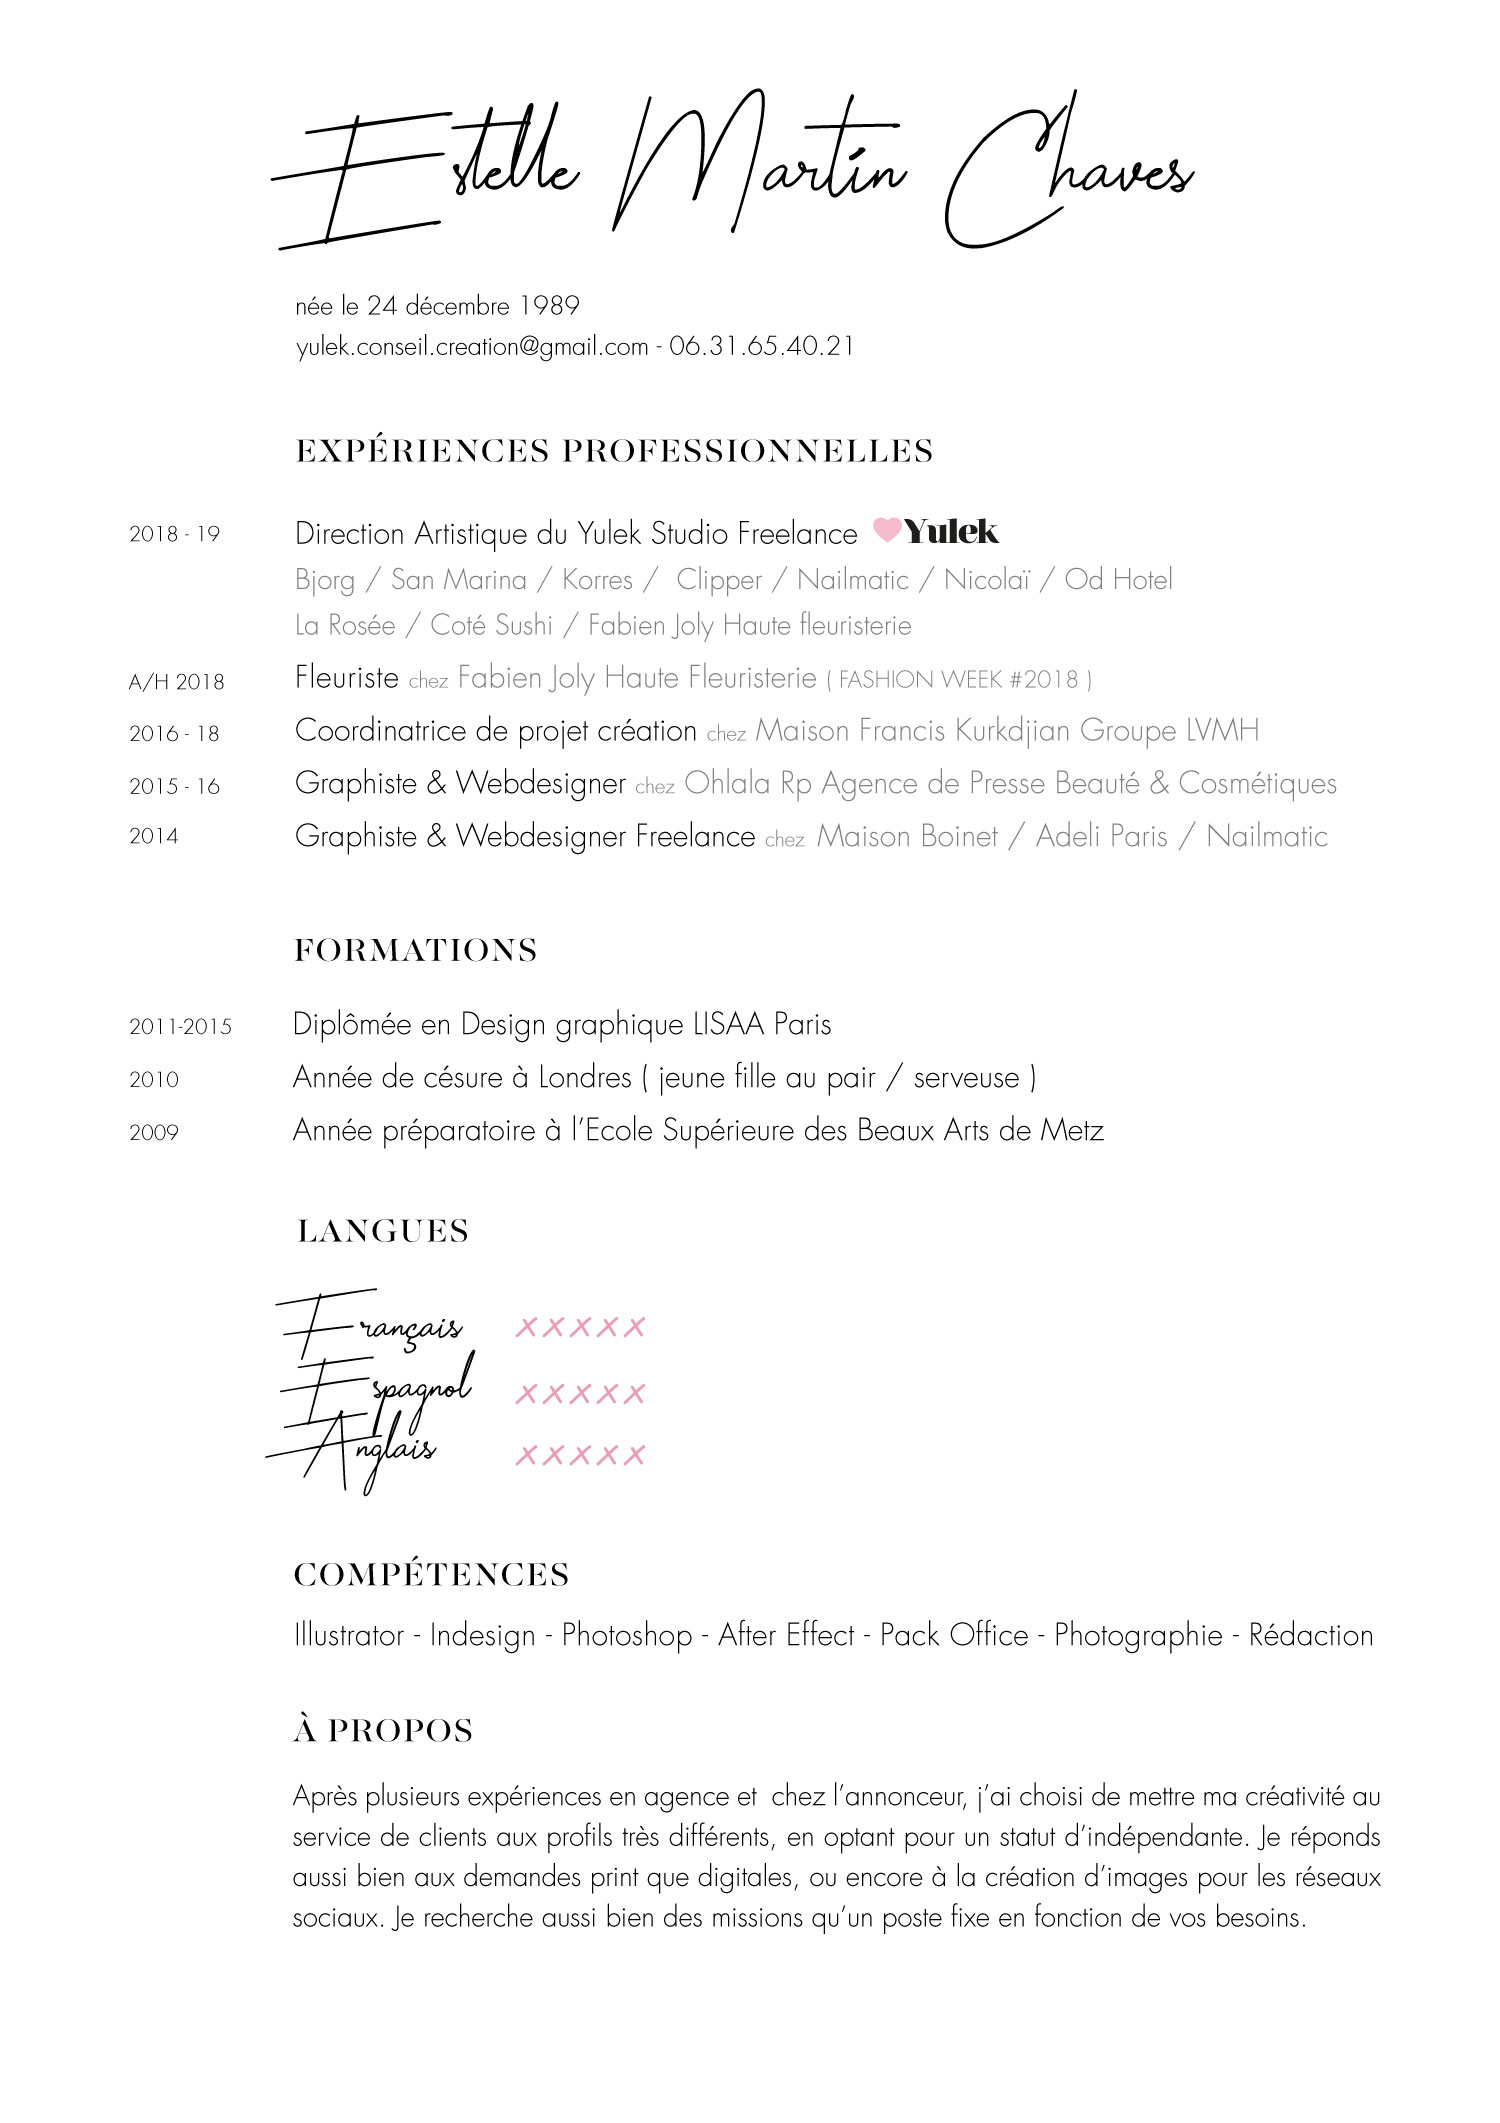 Estelle Martin Chaves
née le 24 décembre 1989
yulek.conseil.creation@gmail.com - 06.31.65.40.21
EXPÉRIENCES PROFESSIONNELLES
2018 - 19 Direction Artistique du Yulek Studio Freelance Yulek
Bjorg / San Marina / Korres / Clipper / Nailmatic / Nicolaï / Od Hotel
La Rosée / Coté Sushi / Fabien Joly Haute fleuristerie
A/H 2018 Fleuriste chez Fabien Joly Haute Fleuristerie ( FASHION WEEK #2018 )
2016 - 18 Coordinatrice de projet création chez Maison Francis Kurkdjian Groupe LVMH
2015 - 16 Graphiste & Webdesigner chez Ohlala Rp Agence de Presse Beauté & Cosmétiques
2014 Graphiste & Webdesigner Freelance chez Maison Boinet / Adeli Paris / Nailmatic
FORMATIONS
2011-2015 Diplômée en Design graphique LISAA Paris
2010 Année de césure à Londres ( jeune fille au pair / serveuse )
2009 Année préparatoire à l'Ecole Supérieure des Beaux Arts de Metz
LANGUES
Français XXXXX
Espagnol XXXXX
Anglais XXXXX
COMPÉTENCES
Illustrator - Indesign - Photoshop - After Effect - Pack Office - Photographie - Rédaction
À PROPOS
Après plusieurs expériences en agence et chez l'annonceur, j'ai choisi de mettre ma créativité au
service de clients aux profils très différents, en optant pour un statut d'indépendante. Je réponds
aussi bien aux demandes print que digitales, ou encore à la création d'images pour les réseaux
sociaux. Je recherche aussi bien des missions qu'un poste fixe en fonction de vos besoins.